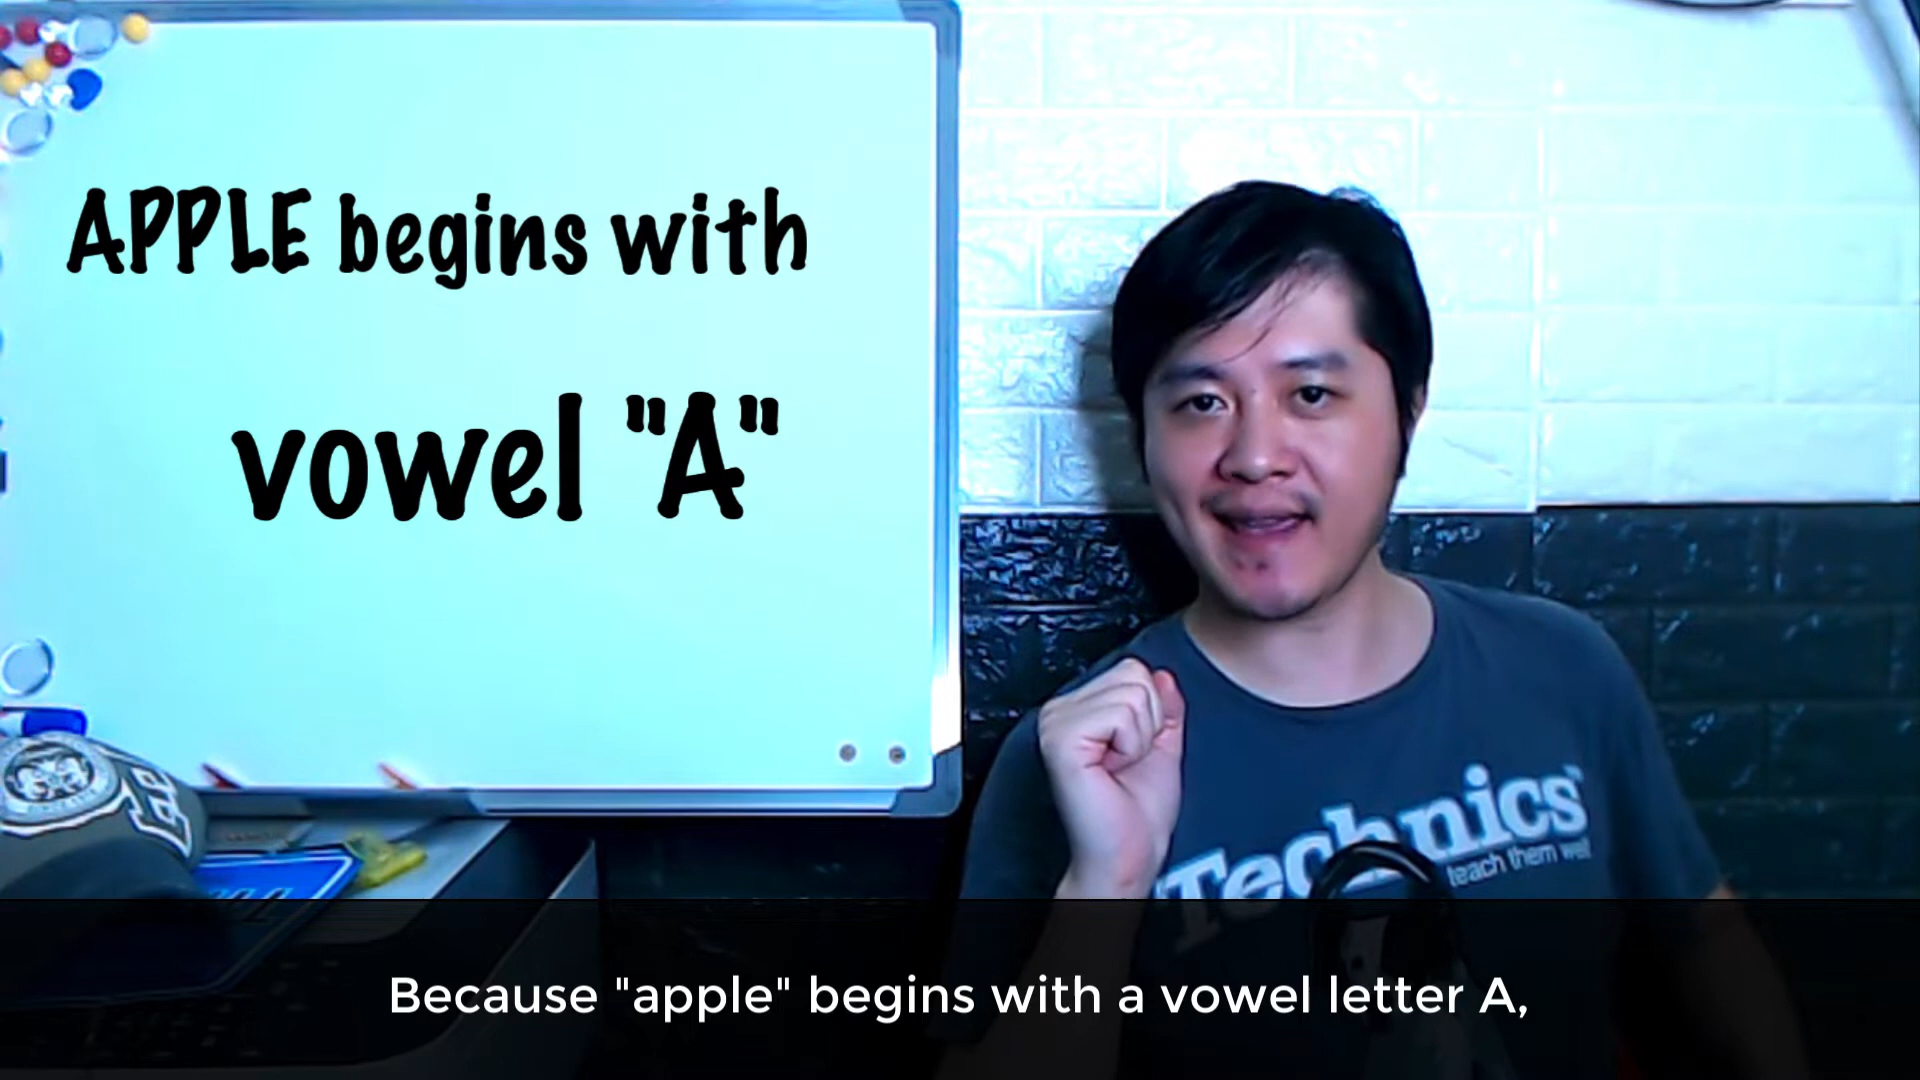 APPLE begins with
vowel "A"
Technics
teach them well
Because "apple" begins with a vowel letter A,